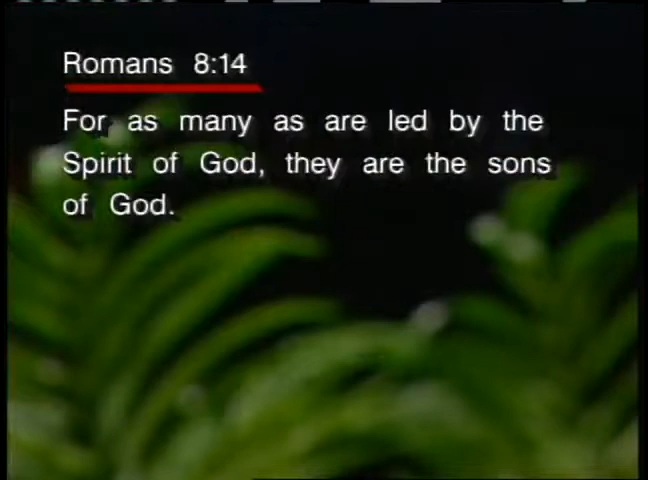 Romans 8:14
For as many as are led by the
Spirit of God, they are the sons
of God.